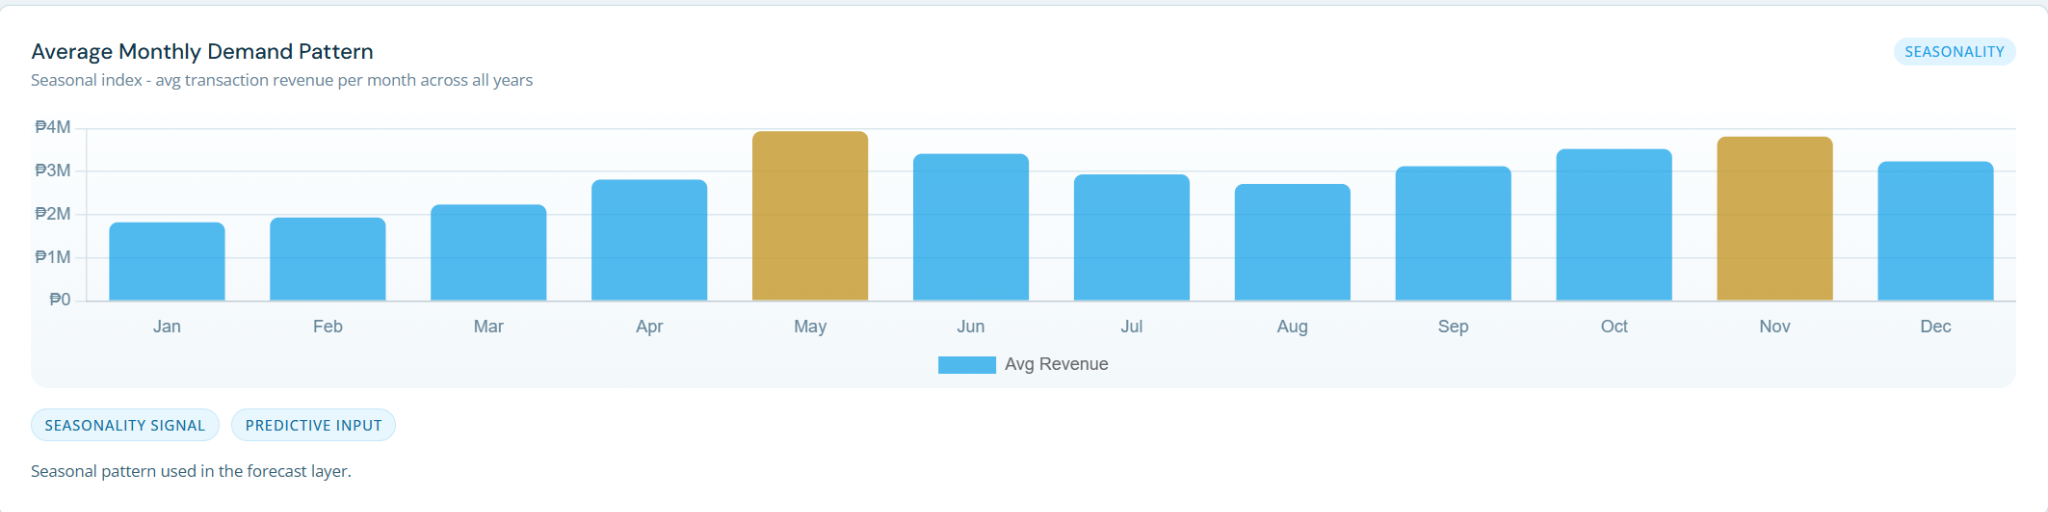 Average Monthly Demand Pattern
SEASONALITY
Seasonal index - avg transaction revenue per month across all years
₱4M
₱3M
₱2M
₱1M
₱0
Jan Feb Mar Apr May Jun Jul Aug Sep Oct Nov Dec
Avg Revenue
SEASONALITY SIGNAL PREDICTIVE INPUT
Seasonal pattern used in the forecast layer.